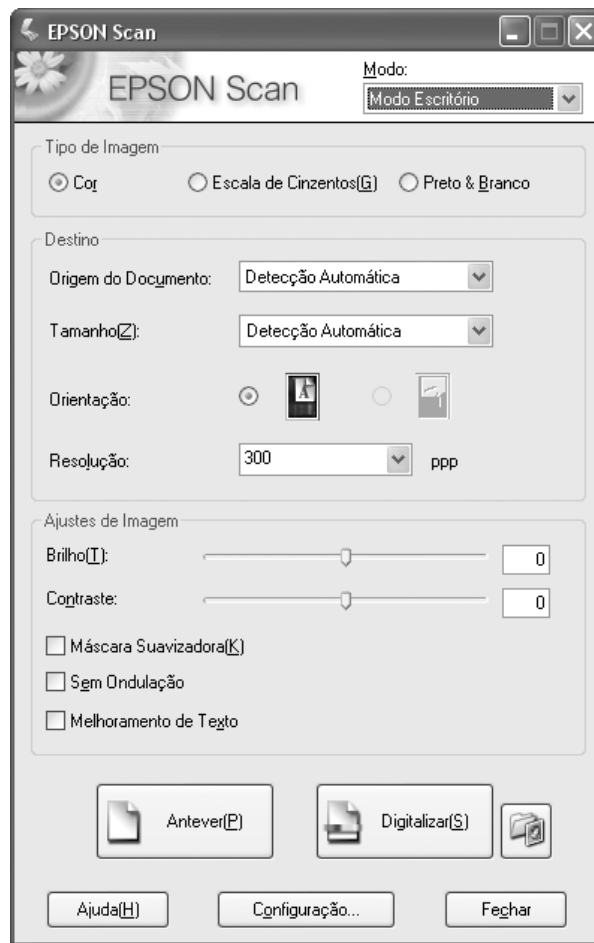 EPSON Scan
EPSON Scan
Modo:
Modo Escritório
Tipo de Imagem
Cor
Escala de Cinzentos(G)
Preto & Branco
Destino
Origem do Documento:
Detecção Automática
Tamanho(Z):
Detecção Automática
Orientação:
A
Resolução:
300
ppp
Ajustes de Imagem
Brilho(T):
0
Contraste:
0
Máscara Suavizadora(K)
Sem Ondulação
Melhoramento de Texto
Antever(P)
Digitalizar(S)
Ajuda(H)
Configuração...
Fechar